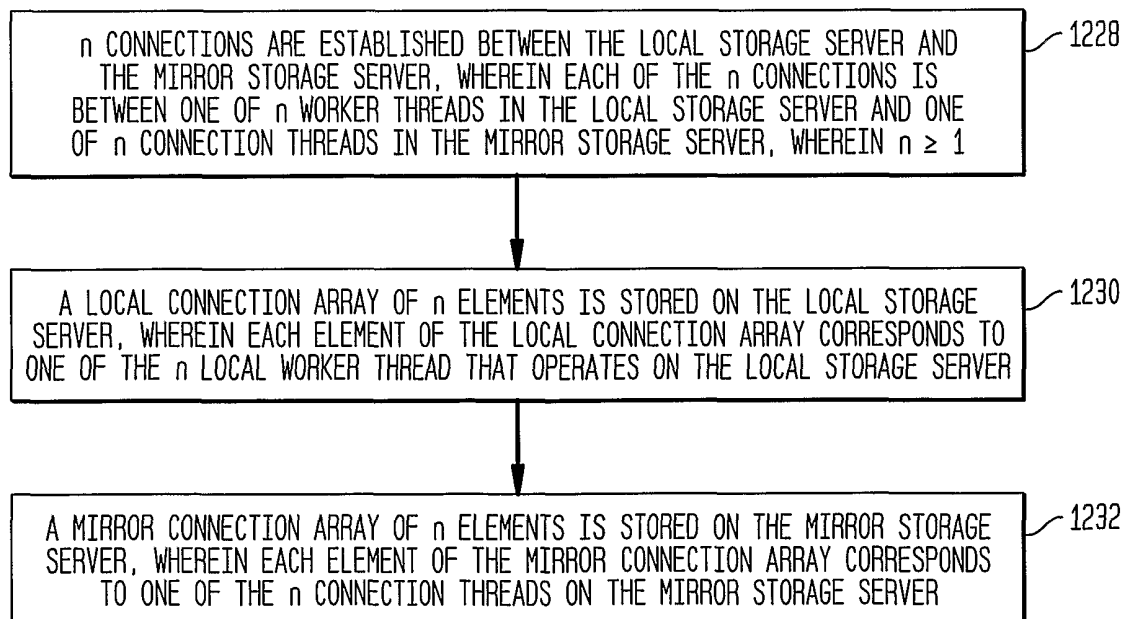 n CONNECTIONS ARE ESTABLISHED BETWEEN THE LOCAL STORAGE SERVER AND
THE MIRROR STORAGE SERVER, WHEREIN EACH OF THE n CONNECTIONS IS
BETWEEN ONE OF n WORKER THREADS IN THE LOCAL STORAGE SERVER AND ONE
OF n CONNECTION THREADS IN THE MIRROR STORAGE SERVER, WHEREIN n ≥ 1
1228
A LOCAL CONNECTION ARRAY OF n ELEMENTS IS STORED ON THE LOCAL STORAGE
SERVER, WHEREIN EACH ELEMENT OF THE LOCAL CONNECTION ARRAY CORRESPONDS TO
ONE OF THE n LOCAL WORKER THREAD THAT OPERATES ON THE LOCAL STORAGE SERVER
1230
A MIRROR CONNECTION ARRAY OF n ELEMENTS IS STORED ON THE MIRROR STORAGE
SERVER, WHEREIN EACH ELEMENT OF THE MIRROR CONNECTION ARRAY CORRESPONDS
TO ONE OF THE n CONNECTION THREADS ON THE MIRROR STORAGE SERVER
1232